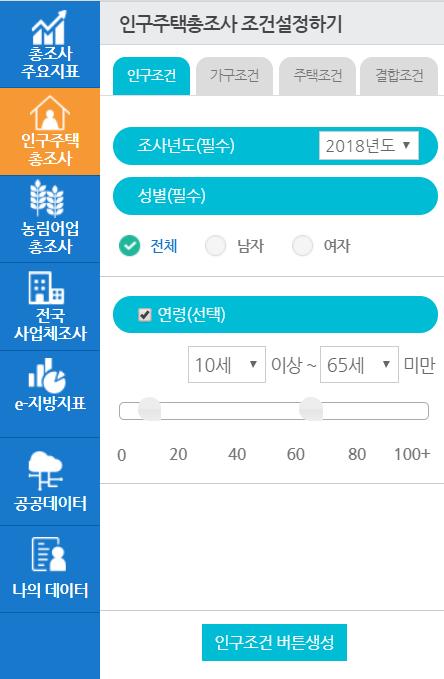 총조사
주요지표
인구주택
총조사
농림어업
총조사
전국
사업체조사
e-지방지표
공공데이터
나의 데이터
인구주택총조사 조건설정하기
인구조건 가구조건 주택조건 결합조건
조사년도(필수) 2018년도
성별(필수)
전체 남자 여자
연령(선택)
10세 이상 ~ 65세 미만
0 20 40 60 80 100+
인구조건 버튼생성